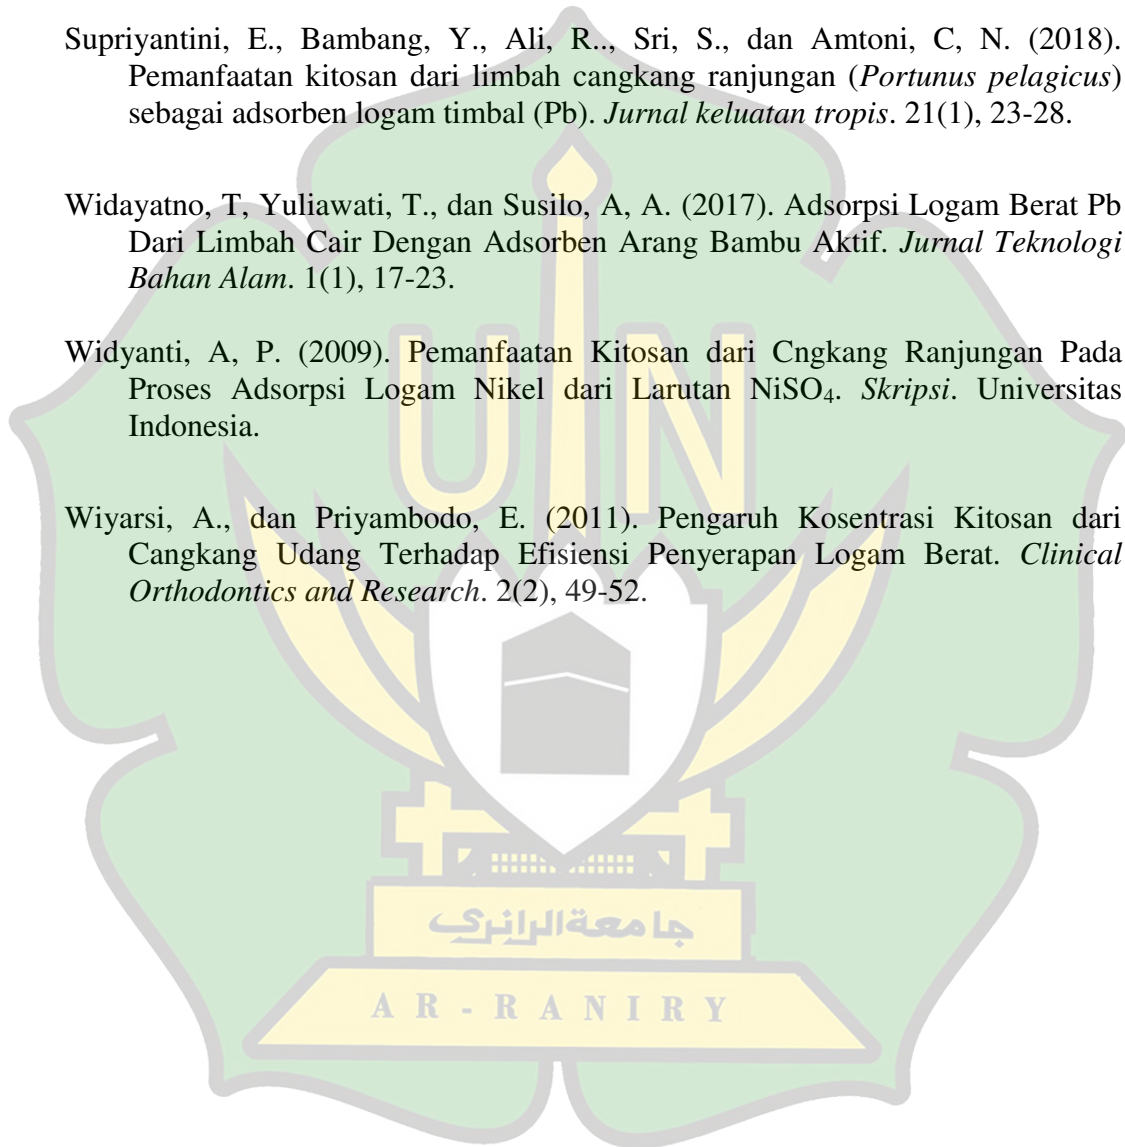 Supriyantini, E., Bambang, Y., Ali, R.., Sri, S., dan Amtoni, C, N. (2018).
Pemanfaatan kitosan dari limbah cangkang ranjungan (Portunus pelagicus)
sebagai adsorben logam timbal (Pb). Jurnal keluatan tropis. 21(1), 23-28.
Widayatno, T, Yuliawati, T., dan Susilo, A, A. (2017). Adsorpsi Logam Berat Pb
Dari Limbah Cair Dengan Adsorben Arang Bambu Aktif. Jurnal Teknologi
Bahan Alam. 1(1), 17-23.
Widyanti, A, P. (2009). Pemanfaatan Kitosan dari Cngkang Ranjungan Pada
Proses Adsorpsi Logam Nikel dari Larutan NiSO₄. Skripsi. Universitas
Indonesia.
Wiyarsi, A., dan Priyambodo, E. (2011). Pengaruh Kosentrasi Kitosan dari
Cangkang Udang Terhadap Efisiensi Penyerapan Logam Berat. Clinical
Orthodontics and Research. 2(2), 49-52.
UIN
جامعةالرانري
AR-RANIRY